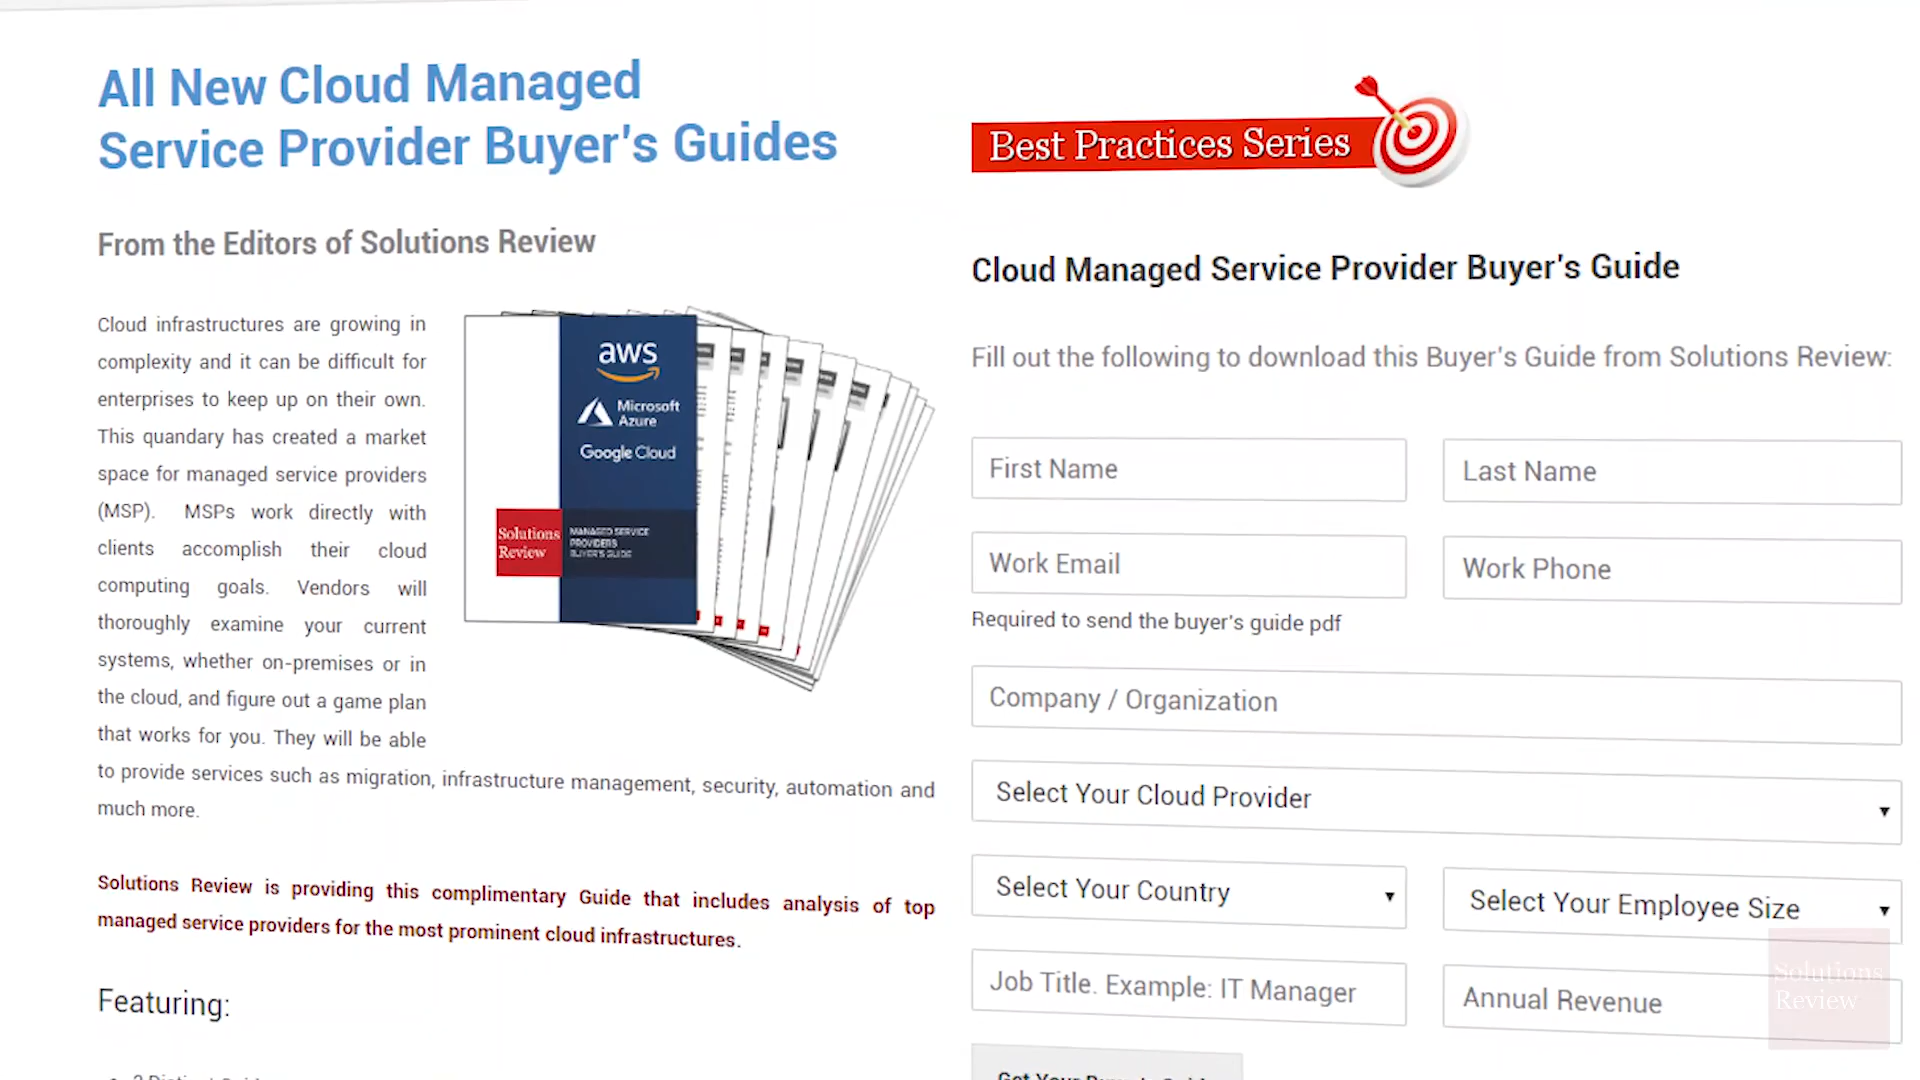 All New Cloud Managed
Service Provider Buyer's Guides
From the Editors of Solutions Review
Cloud infrastructures are growing in
complexity and it can be difficult for
enterprises to keep up on their own.
This quandary has created a market
space for managed service providers
(MSP). MSPs work directly with
clients accomplish their cloud
computing goals. Vendors will
thoroughly examine your current
systems, whether on-premises or in
the cloud, and figure out a game plan
that works for you. They will be able
to provide services such as migration, infrastructure management, security, automation and
much more.
aws
Microsoft
Azure
Google Cloud
Solutions
Review
MANAGED SERVICE
PROVIDERS
BUYER'S GUIDE
Solutions Review is providing this complimentary Guide that includes analysis of top
managed service providers for the most prominent cloud infrastructures.
Featuring:
Best Practices Series
Cloud Managed Service Provider Buyer's Guide
Fill out the following to download this Buyer's Guide from Solutions Review:
First Name
Last Name
Work Email
Work Phone
Required to send the buyer's guide pdf
Company / Organization
Select Your Cloud Provider
Select Your Country
Select Your Employee Size
Job Title. Example: IT Manager
Annual Revenue
Solutions
Review